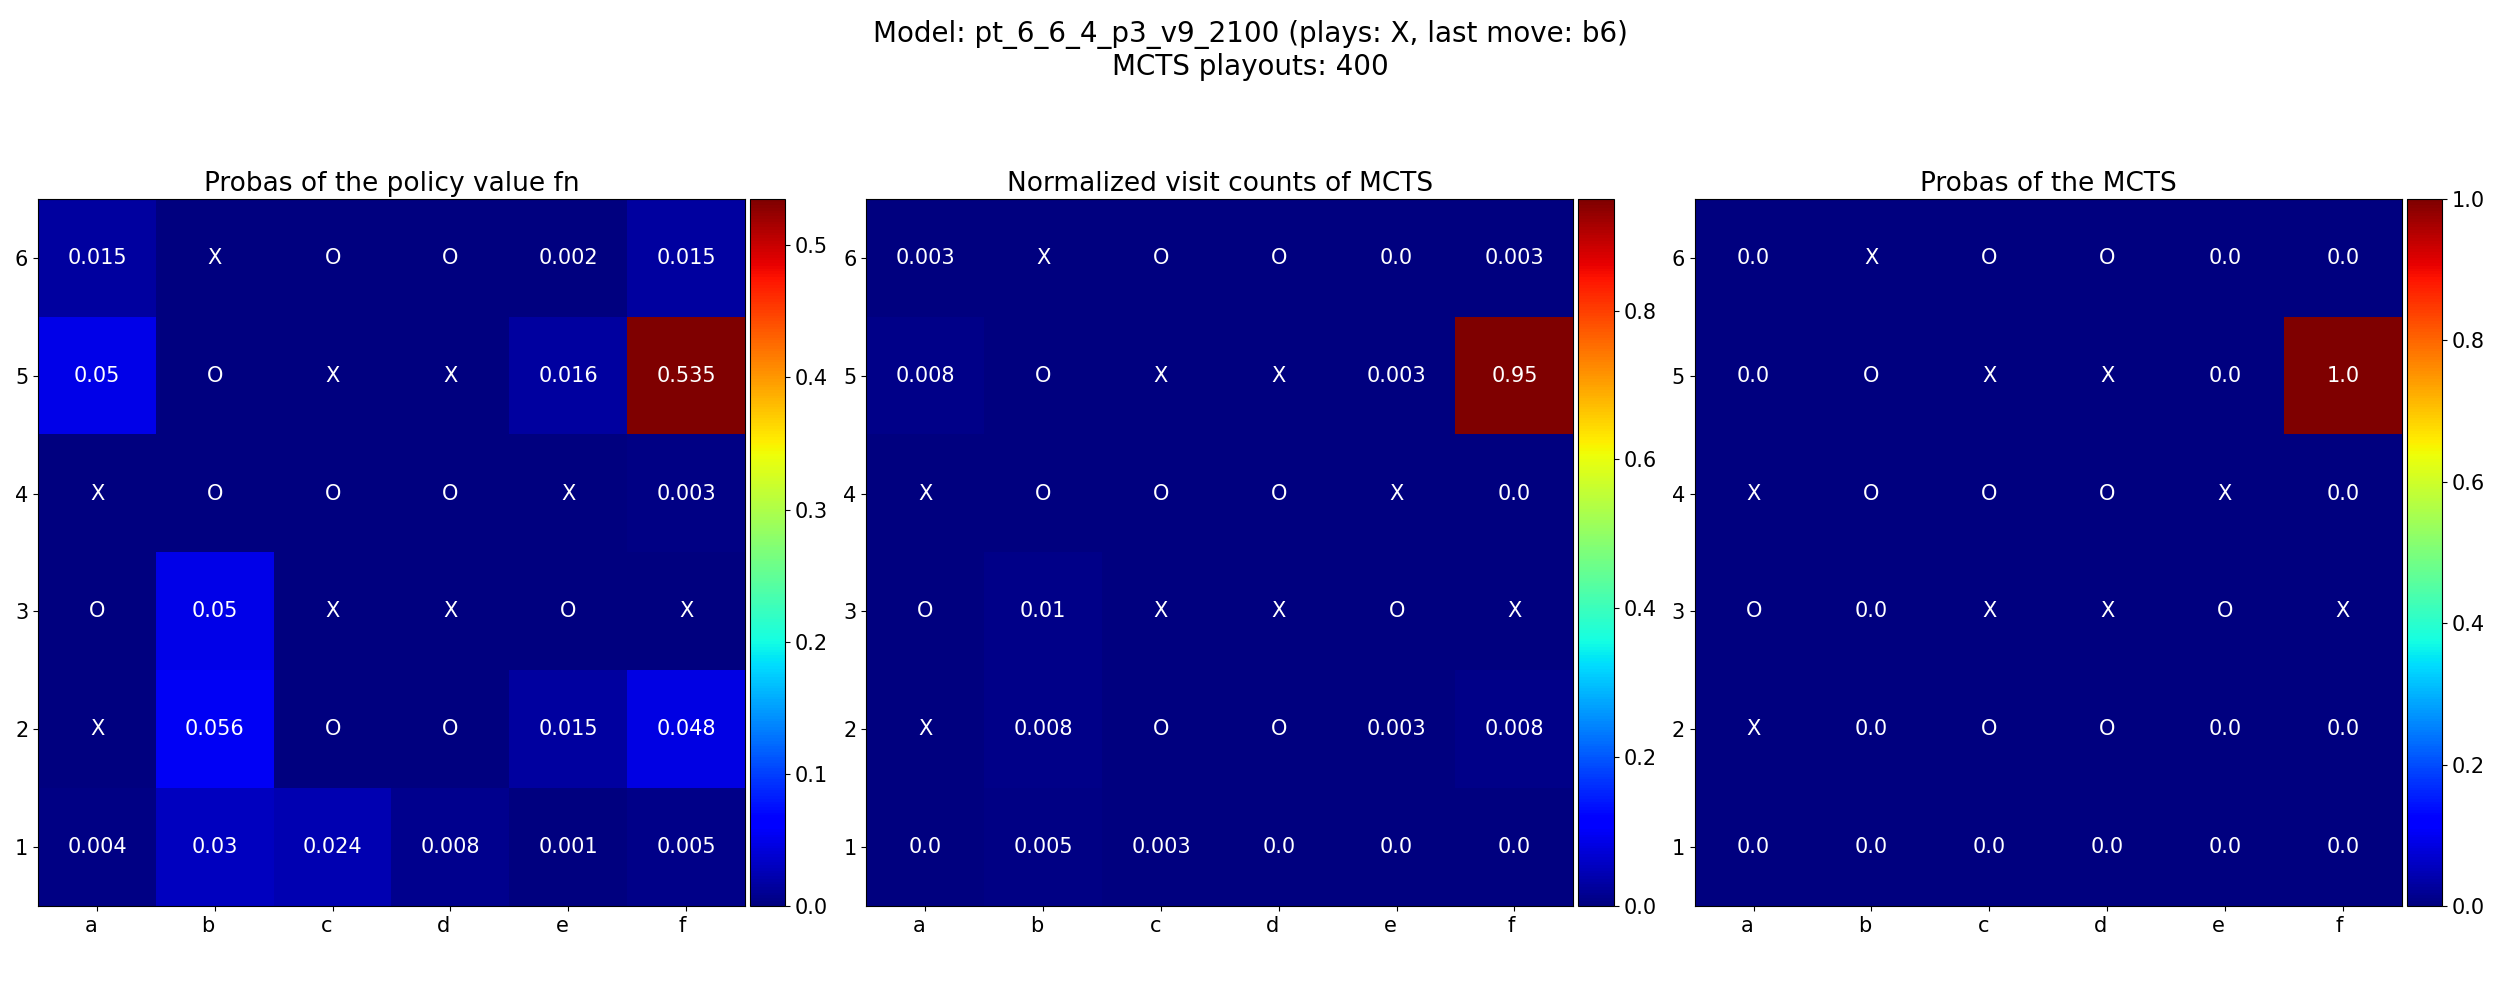 Model: pt_6_6_4_p3_v9_2100 (plays: X, last move: b6)
MCTS playouts: 400
Probas of the policy value fn
6 0.015 X O O 0.002 0.015
5 0.05 O X X 0.016 0.535
4 X O O O X 0.003
3 O 0.05 X X O X
2 X 0.056 O O 0.015 0.048
1 0.004 0.03 0.024 0.008 0.001 0.005
a b c d e f
0.5
0.4
0.3
0.2
0.1
0.0
Normalized visit counts of MCTS
6 0.003 X O O 0.0 0.003
5 0.008 O X X 0.003 0.95
4 X O O O X 0.0
3 O 0.01 X X O X
2 X 0.008 O O 0.003 0.008
1 0.0 0.005 0.003 0.0 0.0 0.0
a b c d e f
0.8
0.6
0.4
0.2
0.0
Probas of the MCTS
6 0.0 X O O 0.0 0.0
5 0.0 O X X 0.0 1.0
4 X O O O X 0.0
3 O 0.0 X X O X
2 X 0.0 O O 0.0 0.0
1 0.0 0.0 0.0 0.0 0.0 0.0
a b c d e f
1.0
0.8
0.6
0.4
0.2
0.0